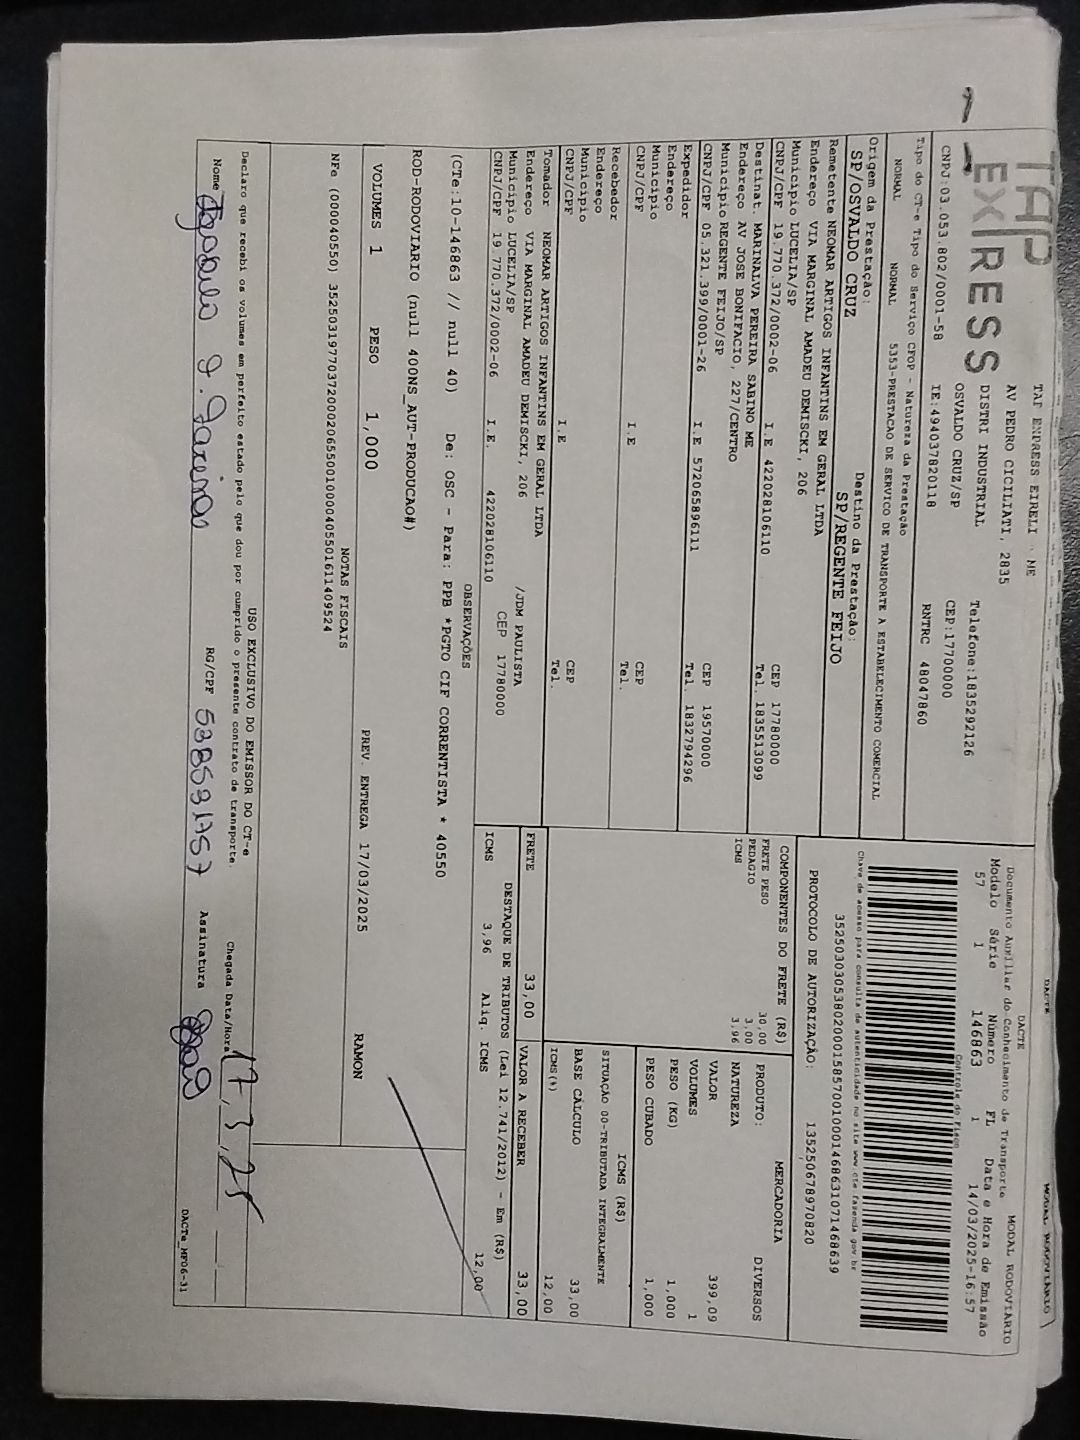 TAP
EXPRESS
TAP EXPRESS EIRELI - ME
AV PEDRO CICILIATI, 2835
DISTRI INDUSTRIAL Telefone:1835292126
OSVALDO CRUZ/SP CEP:17700000
CNPJ:03.053.802/0001-58 IE:494037820118 RNTRC 48047860
Tipo do CT-e Tipo do Serviço CFOP - Natureza da Prestação
NORMAL NORMAL 5353-PRESTACAO DE SERVICO DE TRANSPORTE A ESTABELECIMENTO COMERCIAL
Origem da Prestação: Destino da Prestação:
SP/OSVALDO CRUZ SP/REGENTE FEIJO
Remetente NEOMAR ARTIGOS INFANTINS EM GERAL LTDA
Endereço VIA MARGINAL AMADEU DEMISCKI, 206
Município LUCELIA/SP CEP 17780000
CNPJ/CPF 19.770.372/0002-06 I.E 422028106110 Tel. 1835513099
Destinat. MARINALVA PEREIRA SABINO ME
Endereço AV JOSE BONIFACIO, 227/CENTRO
Município REGENTE FEIJO/SP CEP 19570000
CNPJ/CPF 05.321.399/0001-26 I.E 572065896111 Tel. 1832794296
Expedidor
Endereço
Município CEP
CNPJ/CPF I.E Tel.
Recebedor
Endereço
Município CEP
CNPJ/CPF I.E Tel.
Tomador NEOMAR ARTIGOS INFANTINS EM GERAL LTDA
Endereço VIA MARGINAL AMADEU DEMISCKI, 206 /JDM PAULISTA
Município LUCELIA/SP CEP 17780000
CNPJ/CPF 19.770.372/0002-06 I.E. 422028106110
DACTE MODAL RODOVIÁRIO
Documento Auxiliar do Conhecimento de Transporte
Modelo Série Número FL Data e Hora de Emissão
57 1 146863 1 14/03/2025-16:57
Controle do Fisco
Chave de acesso para consulta de autenticidade no site www.cte.fazenda.gov.br
35250303053802000158570010001468631071468639
PROTOCOLO DE AUTORIZAÇÃO: 135250678970820
COMPONENTES DO FRETE (R$)
FRETE PESO 30,00
PEDAGIO 3,00
ICMS 3,96
MERCADORIA
PRODUTO: DIVERSOS
NATUREZA
VALOR 399,09
VOLUMES 1
PESO (KG) 1,000
PESO CUBADO 1,000
ICMS (R$)
SITUAÇÃO 00-TRIBUTADA INTEGRALMENTE
BASE CÁLCULO 33,00
ICMS(%) 12,00
FRETE 33,00 VALOR A RECEBER 33,00
DESTAQUE DE TRIBUTOS (Lei 12.741/2012) - Em (R$)
ICMS 3,96 Aliq. ICMS 12,00
OBSERVAÇÕES
(CTe:10-146863 // null 40) De: OSC - Para: PPB *PGTO CIF CORRENTISTA * 40550
ROD-RODOVIARIO (null 400NS_AUT-PRODUCAO#)
VOLUMES 1 PESO 1,000 PREV. ENTREGA 17/03/2025 RAMON
NOTAS FISCAIS
NFe (000040550) 35250319770372000206550010000405501611409524
USO EXCLUSIVO DO EMISSOR DO CT-e
Declaro que recebi os volumes em perfeito estado pelo que dou por cumprido o presente contrato de transporte. Chegada Data/Hora 17/3/25
Nome RG/CPF Assinatura
DACTe_MF06-31